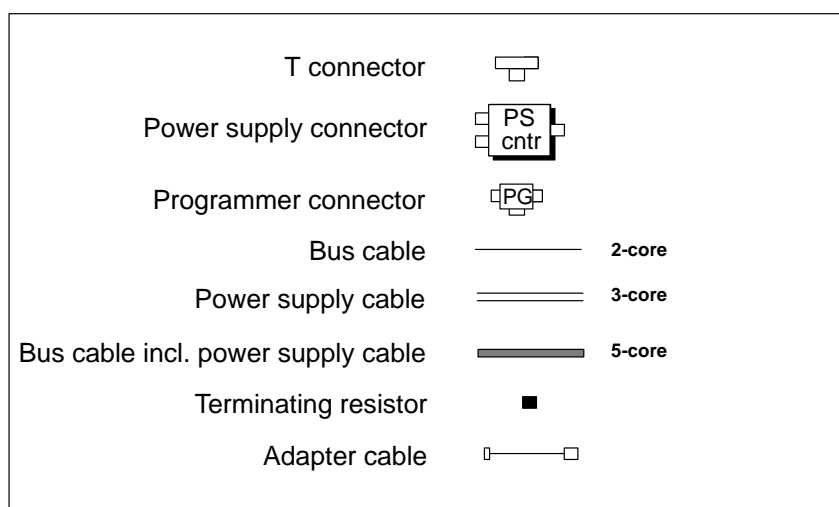 T connector
Power supply connector PS
cntr
Programmer connector PG
Bus cable 2-core
Power supply cable 3-core
Bus cable incl. power supply cable 5-core
Terminating resistor
Adapter cable